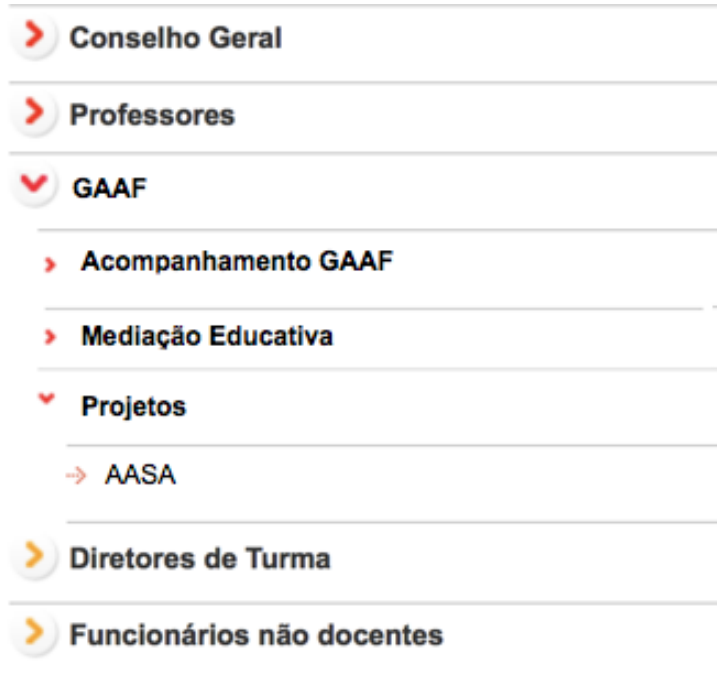 Conselho Geral
Professores
GAAF
Acompanhamento GAAF
Mediação Educativa
Projetos
AASA
Diretores de Turma
Funcionários não docentes